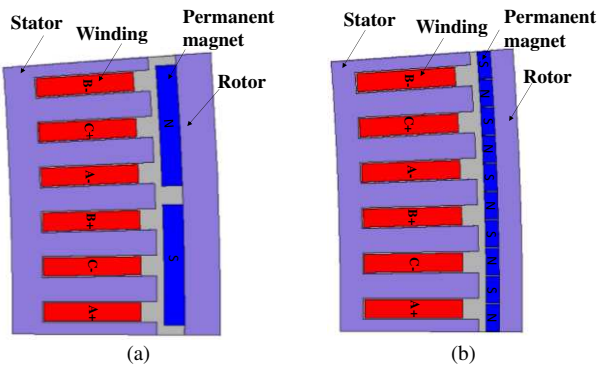 Stator
Winding
Permanent
magnet
Rotor
B-
C+
A-
B+
C-
A+
N
S
(a)
Stator
Winding
Permanent
magnet
Rotor
B-
C+
A-
B+
C-
A+
S
N
S
N
S
N
S
N
S
N
(b)